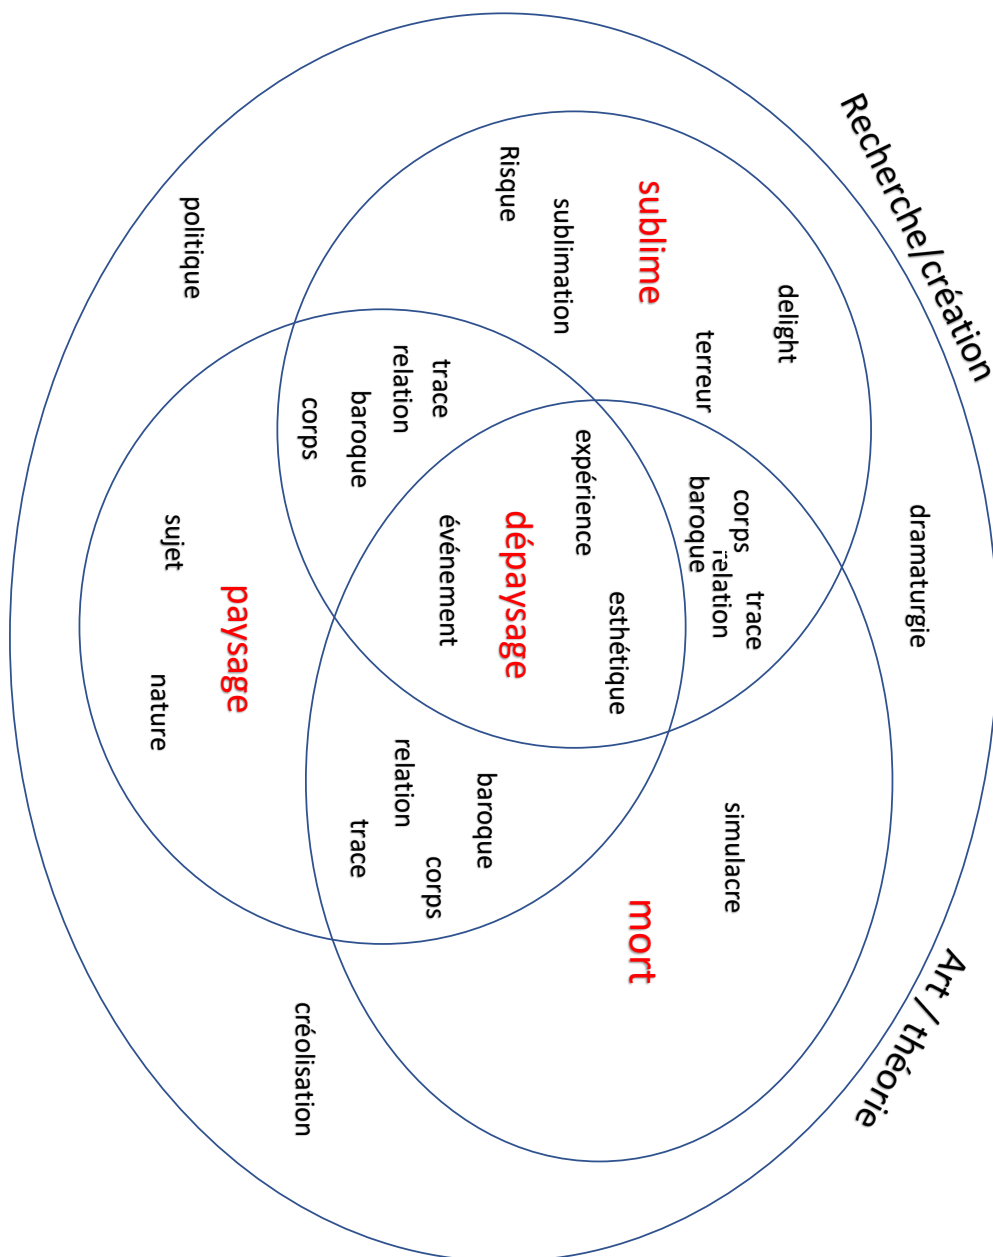 Recherche/création
Art / théorie
dramaturgie
delight
terreur
sublime
sublimation
Risque
corps
trace
relation
baroque
simulacre
mort
expérience
esthétique
dépaysage
événement
trace
relation
baroque
corps
baroque
corps
relation
trace
paysage
sujet
nature
politique
créolisation